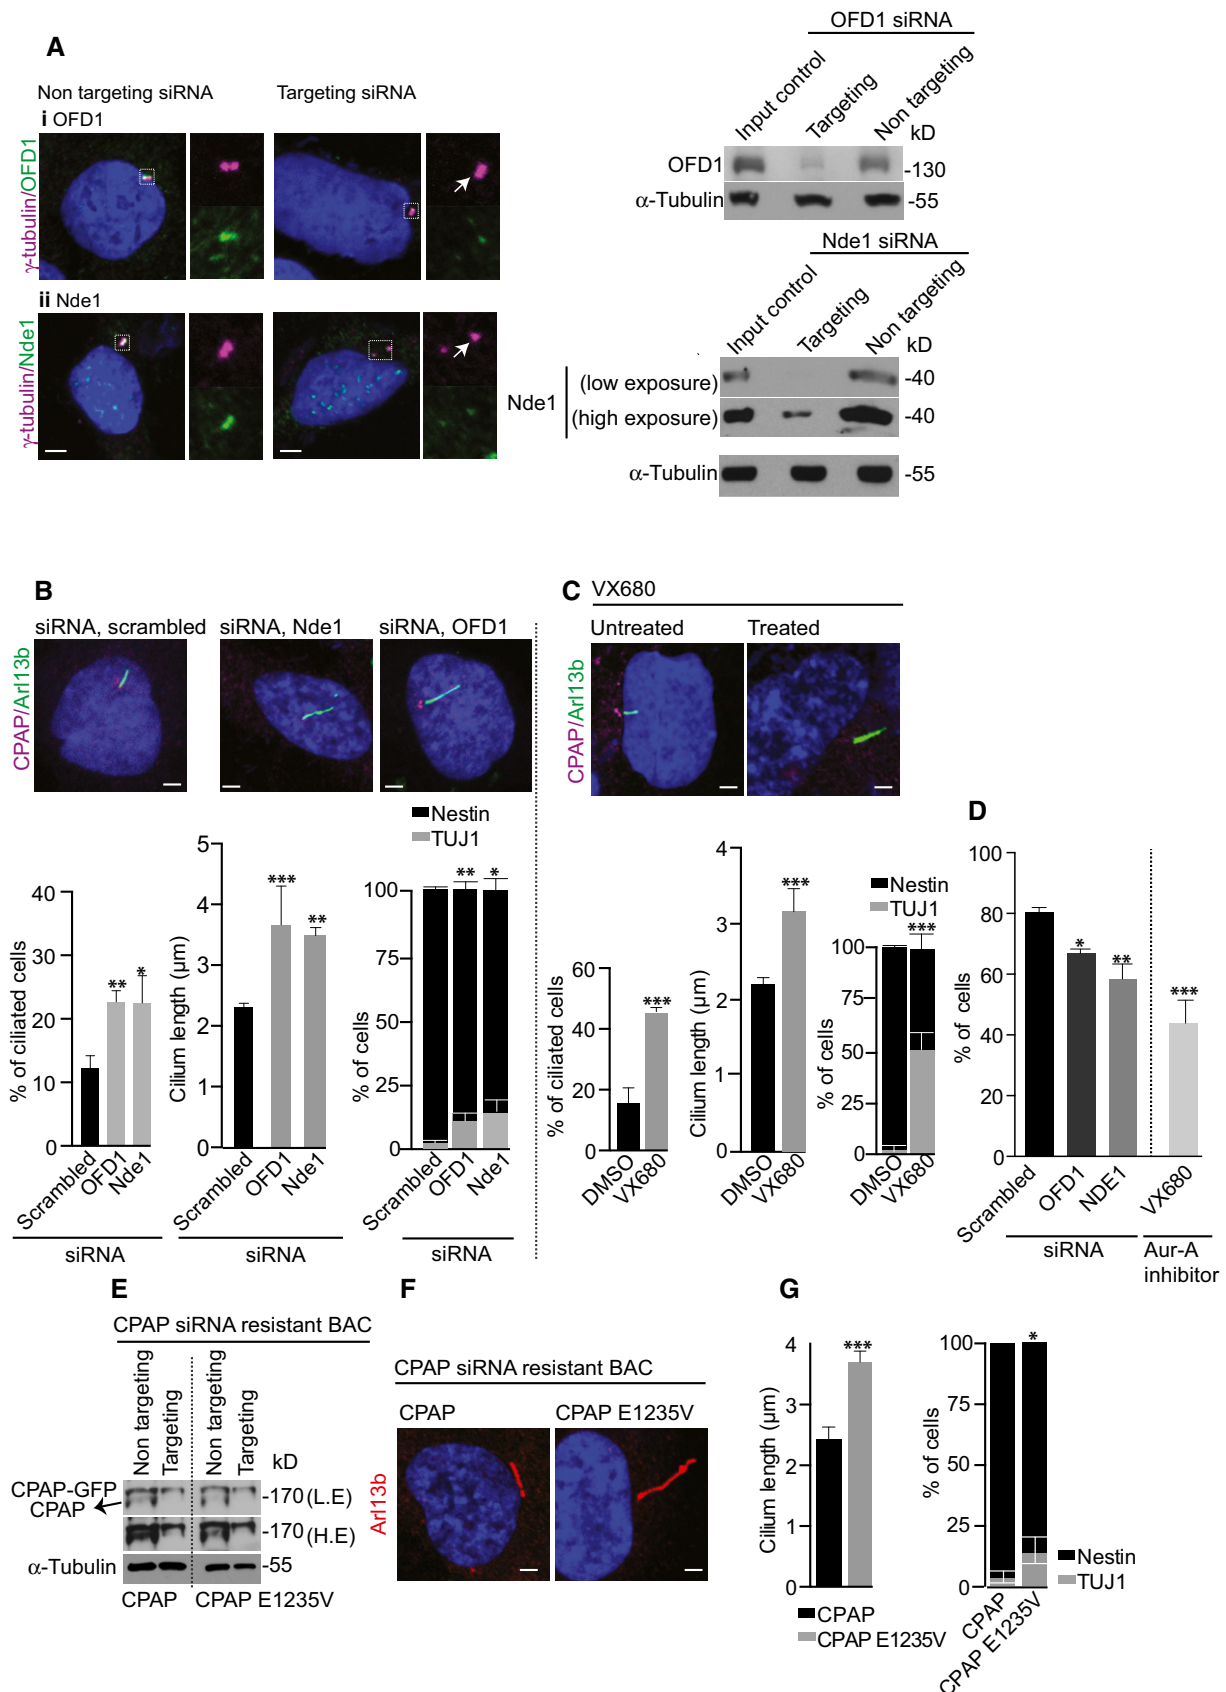 A
Non targeting siRNA
Targeting siRNA
i OFD1
γ-tubulin/OFD1
ii Nde1
γ-tubulin/Nde1
OFD1 siRNA
Input control
Targeting
Non targeting
kD
OFD1
-130
α-Tubulin
-55
Nde1 siRNA
Input control
Targeting
Non targeting
kD
Nde1
(low exposure)
-40
(high exposure)
-40
α-Tubulin
-55
B
siRNA, scrambled
siRNA, Nde1
siRNA, OFD1
CPAP/Arl13b
% of ciliated cells
40
30
20
10
0
**
*
Scrambled
OFD1
Nde1
siRNA
Cilium length (µm)
5
4
3
2
1
0
***
**
Scrambled
OFD1
Nde1
siRNA
Nestin
TUJ1
% of cells
100
75
50
25
0
**
*
Scrambled
OFD1
Nde1
siRNA
C
VX680
Untreated
Treated
CPAP/Arl13b
% of ciliated cells
60
40
20
0
***
DMSO
VX680
Cilium length (µm)
4
3
2
1
0
***
DMSO
VX680
Nestin
TUJ1
% of cells
100
75
50
25
0
***
DMSO
VX680
D
% of cells
100
80
60
40
20
0
*
**
***
Scrambled
OFD1
NDE1
VX680
siRNA
Aur-A
inhibitor
E
CPAP siRNA resistant BAC
Non targeting
Targeting
Non targeting
Targeting
kD
CPAP-GFP
CPAP
-170 (L.E)
-170 (H.E)
α-Tubulin
-55
CPAP
CPAP E1235V
F
CPAP siRNA resistant BAC
CPAP
CPAP E1235V
Arl13b
G
Cilium length (µm)
4
3
2
1
0
***
CPAP
CPAP E1235V
% of cells
100
75
50
25
0
*
CPAP
CPAP E1235V
Nestin
TUJ1